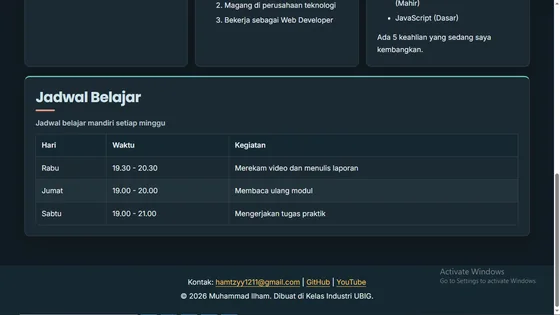 2. Magang di perusahaan teknologi
3. Bekerja sebagai Web Developer
(Mahir)
• JavaScript (Dasar)
Ada 5 keahlian yang sedang saya
kembangkan.
Jadwal Belajar
Jadwal belajar mandiri setiap minggu
Hari Waktu Kegiatan
Rabu 19.30 - 20.30 Merekam video dan menulis laporan
Jumat 19.00 - 20.00 Membaca ulang modul
Sabtu 19.00 - 21.00 Mengerjakan tugas praktik
Kontak: hamtzyy1211@gmail.com | GitHub | YouTube
© 2026 Muhammad Ilham. Dibuat di Kelas Industri UBIG.
Activate Windows
Go to Settings to activate Windows.